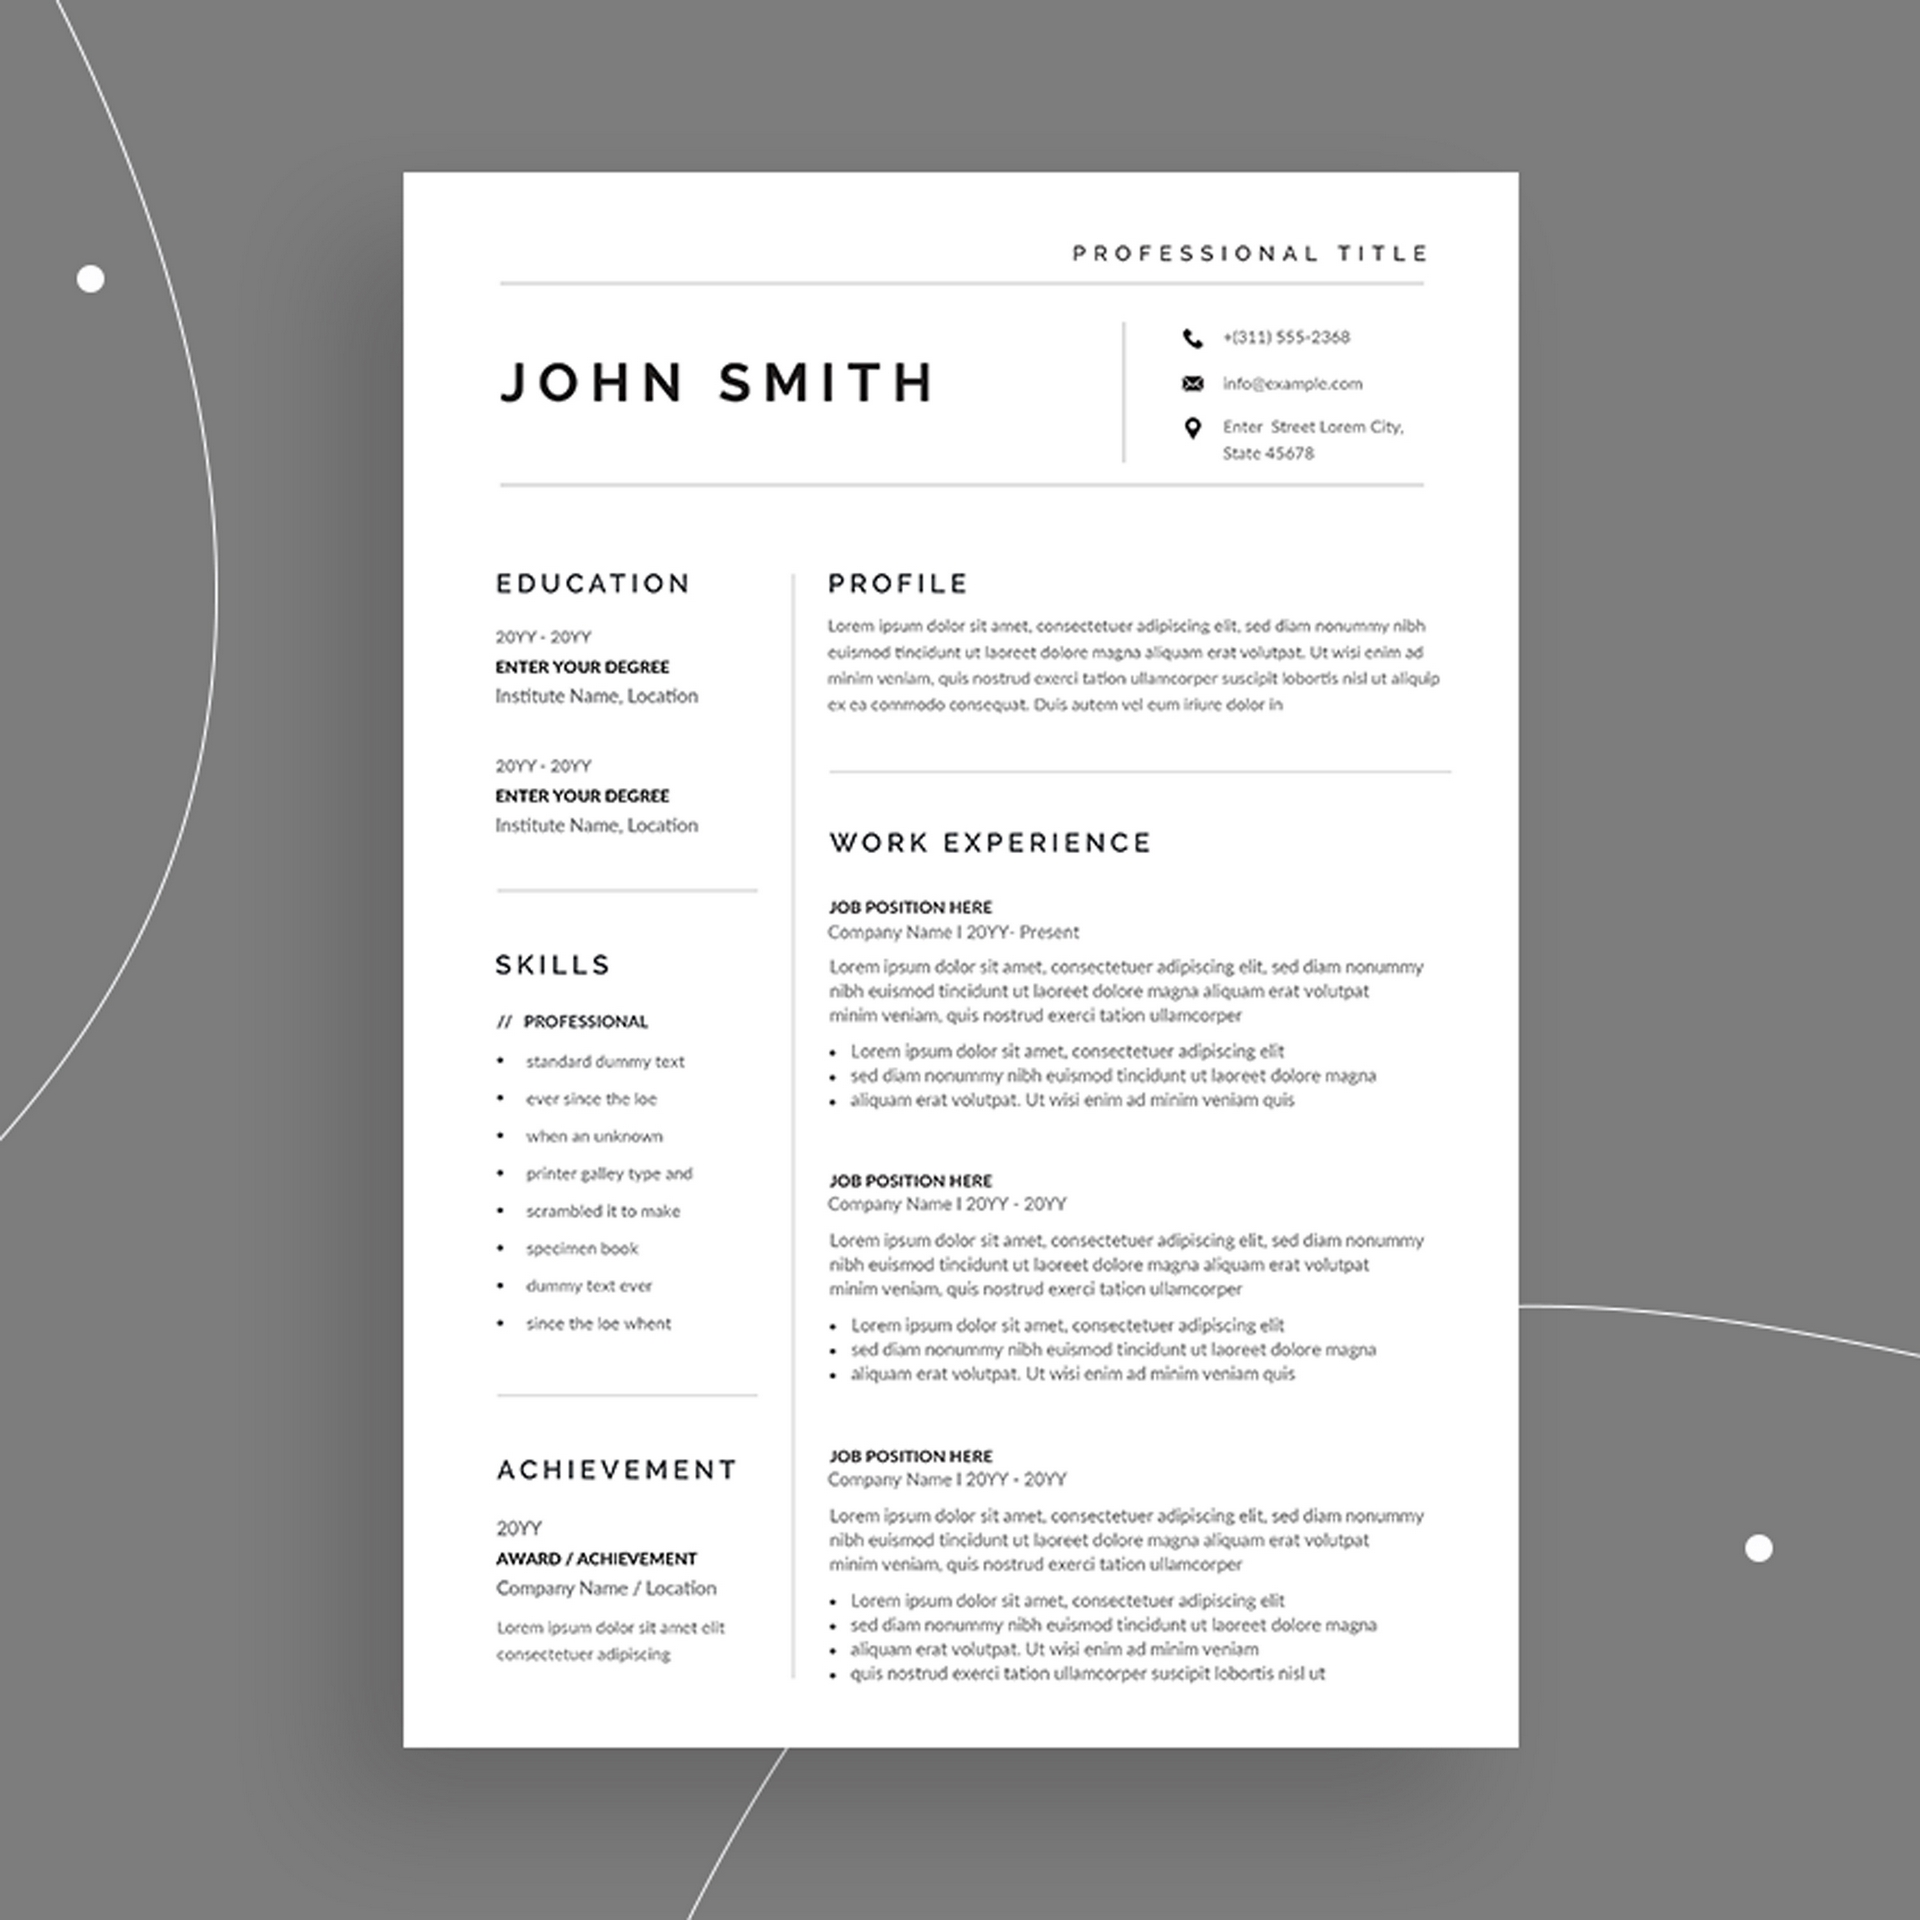 PROFESSIONAL TITLE
JOHN SMITH
+(311) 555-2368
info@example.com
Enter  Street Lorem City,
State 45678
EDUCATION
20YY - 20YY
ENTER YOUR DEGREE
Institute Name, Location
20YY - 20YY
ENTER YOUR DEGREE
Institute Name, Location
SKILLS
// PROFESSIONAL
• standard dummy text
• ever since the loe
• when an unknown
• printer galley type and
• scrambled it to make
• specimen book
• dummy text ever
• since the loe whent
ACHIEVEMENT
20YY
AWARD / ACHIEVEMENT
Company Name / Location
Lorem ipsum dolor sit amet elit
consectetuer adipiscing
PROFILE
Lorem ipsum dolor sit amet, consectetuer adipiscing elit, sed diam nonummy nibh
euismod tincidunt ut laoreet dolore magna aliquam erat volutpat. Ut wisi enim ad
minim veniam, quis nostrud exerci tation ullamcorper suscipit lobortis nisl ut aliquip
ex ea commodo consequat. Duis autem vel eum iriure dolor in
WORK EXPERIENCE
JOB POSITION HERE
Company Name I 20YY- Present
Lorem ipsum dolor sit amet, consectetuer adipiscing elit, sed diam nonummy
nibh euismod tincidunt ut laoreet dolore magna aliquam erat volutpat
minim veniam, quis nostrud exerci tation ullamcorper
• Lorem ipsum dolor sit amet, consectetuer adipiscing elit
• sed diam nonummy nibh euismod tincidunt ut laoreet dolore magna
• aliquam erat volutpat. Ut wisi enim ad minim veniam quis
JOB POSITION HERE
Company Name I 20YY - 20YY
Lorem ipsum dolor sit amet, consectetuer adipiscing elit, sed diam nonummy
nibh euismod tincidunt ut laoreet dolore magna aliquam erat volutpat
minim veniam, quis nostrud exerci tation ullamcorper
• Lorem ipsum dolor sit amet, consectetuer adipiscing elit
• sed diam nonummy nibh euismod tincidunt ut laoreet dolore magna
• aliquam erat volutpat. Ut wisi enim ad minim veniam quis
JOB POSITION HERE
Company Name I 20YY - 20YY
Lorem ipsum dolor sit amet, consectetuer adipiscing elit, sed diam nonummy
nibh euismod tincidunt ut laoreet dolore magna aliquam erat volutpat
minim veniam, quis nostrud exerci tation ullamcorper
• Lorem ipsum dolor sit amet, consectetuer adipiscing elit
• sed diam nonummy nibh euismod tincidunt ut laoreet dolore magna
• aliquam erat volutpat. Ut wisi enim ad minim veniam
• quis nostrud exerci tation ullamcorper suscipit lobortis nisl ut